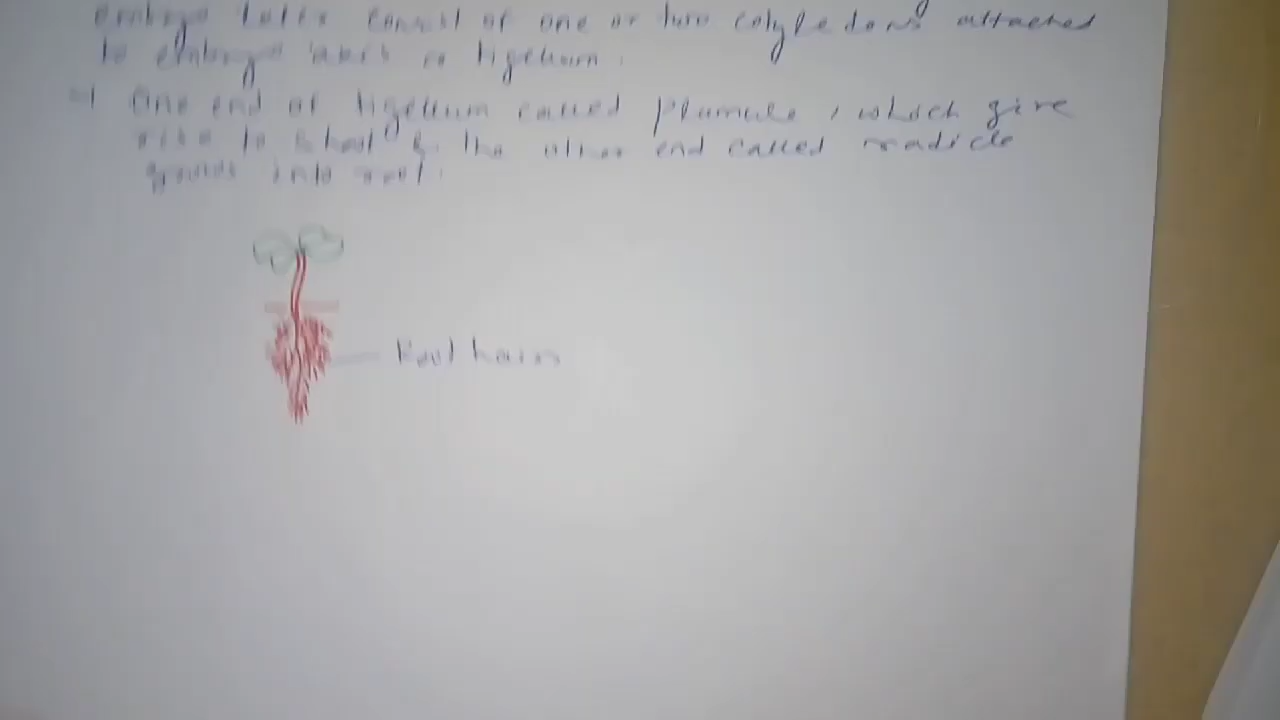 embryo later consist of one or two cotyledons attached
to embryo axis or tigellum.
→ One end of tigellum called Plumule, which give
rise to shoot & the other end called radicle
grows into root.
Root hairs